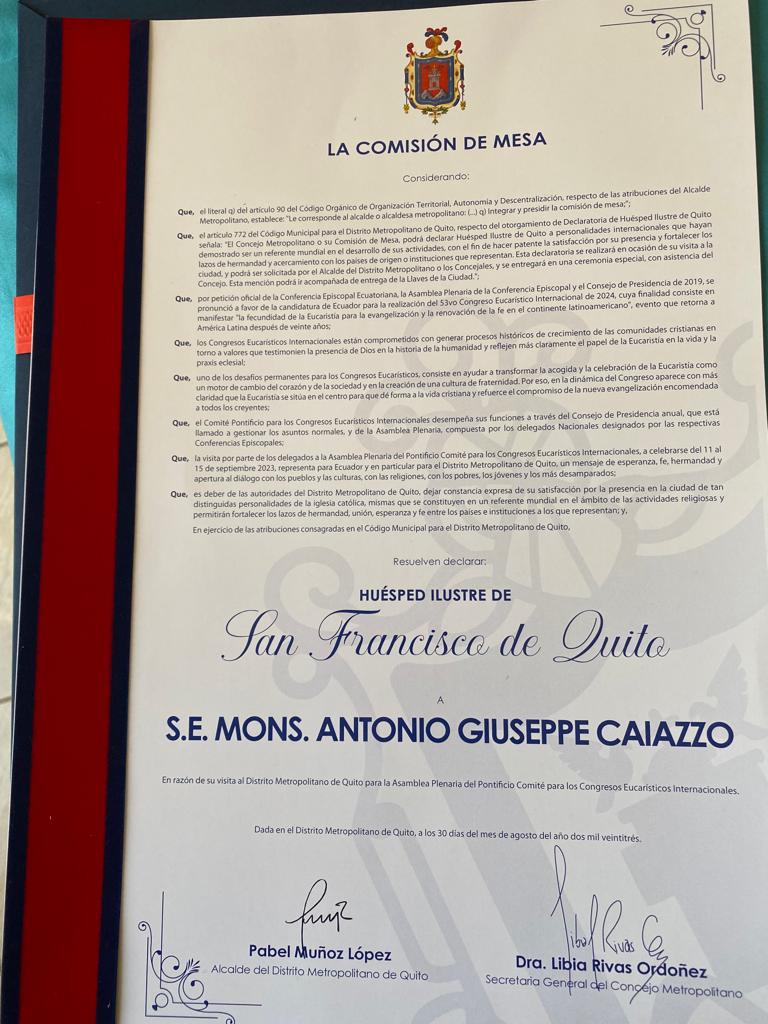 LA COMISIÓN DE MESA
Considerando:
Que, el literal q) del artículo 90 del Código Orgánico de Organización Territorial, Autonomía y Descentralización, respecto de las atribuciones del Alcalde
Metropolitano, establece: "Le corresponde al alcalde o alcaldesa metropolitano: (...) q) Integrar y presidir la comisión de mesa;";
Que, el artículo 772 del Código Municipal para el Distrito Metropolitano de Quito, respecto del otorgamiento de Declaratoria de Huésped Ilustre de Quito
señala: "El Concejo Metropolitano o su Comisión de Mesa, podrá declarar Huésped Ilustre de Quito a personalidades internacionales que hayan
demostrado ser un referente mundial en el desarrollo de sus actividades, con el fin de hacer patente la satisfacción por su presencia y fortalecer los
lazos de hermandad y acercamiento con los países de origen o instituciones que representan. Esta declaratoria se realizará en ocasión de su visita a la
ciudad, y podrá ser solicitada por el Alcalde del Distrito Metropolitano o los Concejales, y se entregará en una ceremonia especial, con asistencia del
Concejo. Esta mención podrá ir acompañada de entrega de la Llaves de la Ciudad.";
Que, por petición oficial de la Conferencia Episcopal Ecuatoriana, la Asamblea Plenaria de la Conferencia Episcopal y el Consejo de Presidencia de 2019, se
pronunció a favor de la candidatura de Ecuador para la realización del 53vo Congreso Eucarístico Internacional de 2024, cuya finalidad consiste en
manifestar "la fecundidad de la Eucaristía para la evangelización y la renovación de la fe en el continente latinoamericano", evento que retorna a
América Latina después de veinte años;
Que, los Congresos Eucarísticos Internacionales están comprometidos con generar procesos históricos de crecimiento de las comunidades cristianas en
torno a valores que testimonien la presencia de Dios en la historia de la humanidad y reflejen más claramente el papel de la Eucaristía en la vida y la
praxis eclesial;
Que, uno de los desafíos permanentes para los Congresos Eucarísticos, consiste en ayudar a transformar la acogida y la celebración de la Eucaristía como
un motor de cambio del corazón y de la sociedad y en la creación de una cultura de fraternidad. Por eso, en la dinámica del Congreso aparece con más
claridad que la Eucaristía se sitúa en el centro para que dé forma a la vida cristiana y refuerce el compromiso de la nueva evangelización encomendada
a todos los creyentes;
Que, el Comité Pontificio para los Congresos Eucarísticos Internacionales desempeña sus funciones a través del Consejo de Presidencia anual, que está
llamado a gestionar los asuntos normales, y de la Asamblea Plenaria, compuesta por los delegados Nacionales designados por las respectivas
Conferencias Episcopales;
Que, la visita por parte de los delegados a la Asamblea Plenaria del Pontificio Comité para los Congresos Eucarísticos Internacionales, a celebrarse del 11 al
15 de septiembre 2023, representa para Ecuador y en particular para el Distrito Metropolitano de Quito, un mensaje de esperanza, fe, hermandad y
apertura al diálogo con los pueblos y las culturas, con las religiones, con los pobres, los jóvenes y los más desamparados;
Que, es deber de las autoridades del Distrito Metropolitano de Quito, dejar constancia expresa de su satisfacción por la presencia en la ciudad de tan
distinguidas personalidades de la iglesia católica, mismas que se constituyen en un referente mundial en el ámbito de las actividades religiosas y
permitirán fortalecer los lazos de hermandad, unión, esperanza y fe entre los países e instituciones a los que representan; y,
En ejercicio de las atribuciones consagradas en el Código Municipal para el Distrito Metropolitano de Quito,
Resuelven declarar:
HUÉSPED ILUSTRE DE
San Francisco de Quito
A
S.E. MONS. ANTONIO GIUSEPPE CAIAZZO
En razón de su visita al Distrito Metropolitano de Quito para la Asamblea Plenaria del Pontificio Comité para los Congresos Eucarísticos Internacionales.
Dada en el Distrito Metropolitano de Quito, a los 30 días del mes de agosto del año dos mil veintitrés.
Pabel Muñoz López
Alcalde del Distrito Metropolitano de Quito
Rivas
Dra. Libia Rivas Ordoñez
Secretaria General del Concejo Metropolitano